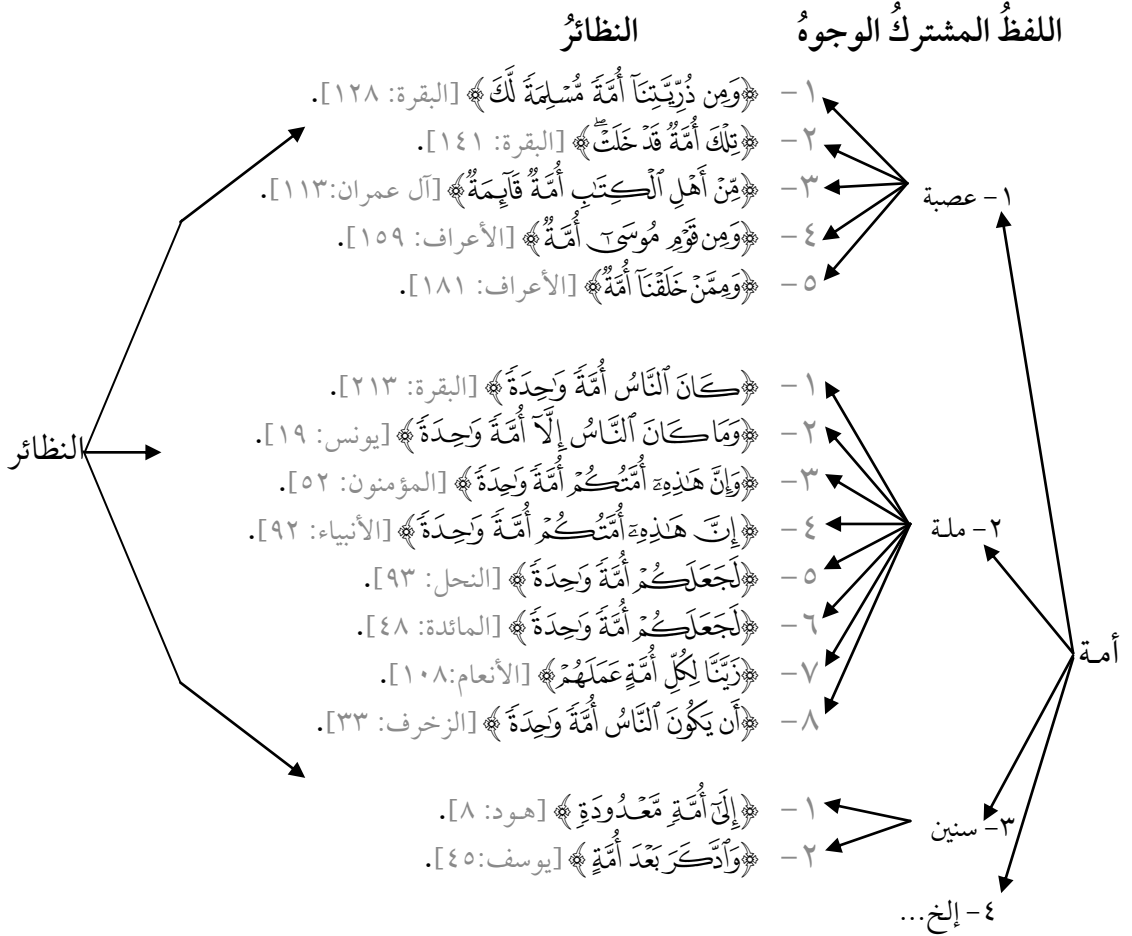 اللفظُ المشتركُ الوجوهُ النظائرُ
١- ﴿وَمِن ذُرِّيَّتِنَآ أُمَّةً مُّسۡلِمَةً لَّكَ﴾ [البقرة: ١٢٨].
٢- ﴿تِلۡكَ أُمَّةٌ قَدۡ خَلَتۡۖ﴾ [البقرة: ١٤١].
٣- ﴿مِّنۡ أَهۡلِ ٱلۡكِتَٰبِ أُمَّةٌ قَآئِمَةٌ﴾ [آل عمران:١١٣].
١- عصبة
٤- ﴿وَمِن قَوۡمِ مُوسَىٰٓ أُمَّةٌ﴾ [الأعراف: ١٥٩].
٥- ﴿وَمِمَّنۡ خَلَقۡنَآ أُمَّةٌ﴾ [الأعراف: ١٨١].
١- ﴿كَانَ ٱلنَّاسُ أُمَّةً وَٰحِدَةً﴾ [البقرة: ٢١٣].
٢- ﴿وَمَا كَانَ ٱلنَّاسُ إِلَّآ أُمَّةً وَٰحِدَةً﴾ [يونس: ١٩].
النظائر
٣- ﴿وَإِنَّ هَٰذِهِۦٓ أُمَّتُكُمۡ أُمَّةً وَٰحِدَةً﴾ [المؤمنون: ٥٢].
٤- ﴿إِنَّ هَٰذِهِۦٓ أُمَّتُكُمۡ أُمَّةً وَٰحِدَةً﴾ [الأنبياء: ٩٢].
٢- ملة
٥- ﴿لَجَعَلَكُمۡ أُمَّةً وَٰحِدَةً﴾ [النحل: ٩٣].
٦- ﴿لَجَعَلَكُمۡ أُمَّةً وَٰحِدَةً﴾ [المائدة: ٤٨].
أمة
٧- ﴿زَيَّنَّا لِكُلِّ أُمَّةٍ عَمَلَهُمۡ﴾ [الأنعام:١٠٨].
٨- ﴿أَن يَكُونَ ٱلنَّاسُ أُمَّةً وَٰحِدَةً﴾ [الزخرف: ٣٣].
١- ﴿إِلَىٰٓ أُمَّةٍ مَّعۡدُودَةٍ﴾ [هود: ٨].
٣- سنين
٢- ﴿وَٱدَّكَرَ بَعۡدَ أُمَّةٍ﴾ [يوسف:٤٥].
٤- إلخ...